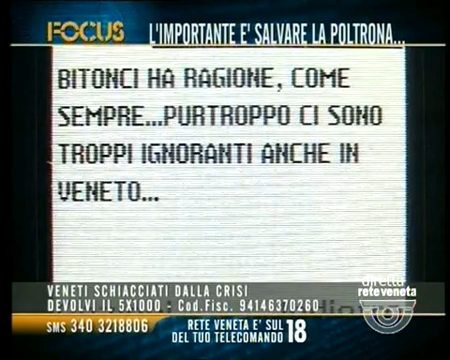 FOCUS
L'IMPORTANTE E' SALVARE LA POLTRONA...
BITONCI HA RAGIONE, COME
SEMPRE...PURTROPPO CI SONO
TROPPI IGNORANTI ANCHE IN
VENETO...
diretta
reteveneta
VENETI SCHIACCIATI DALLA CRISI
DEVOLVI IL 5X1000 - Cod.Fisc. 94146370260
SMS 340 3218806
RETE VENETA E' SUL
DEL TUO TELECOMANDO 18